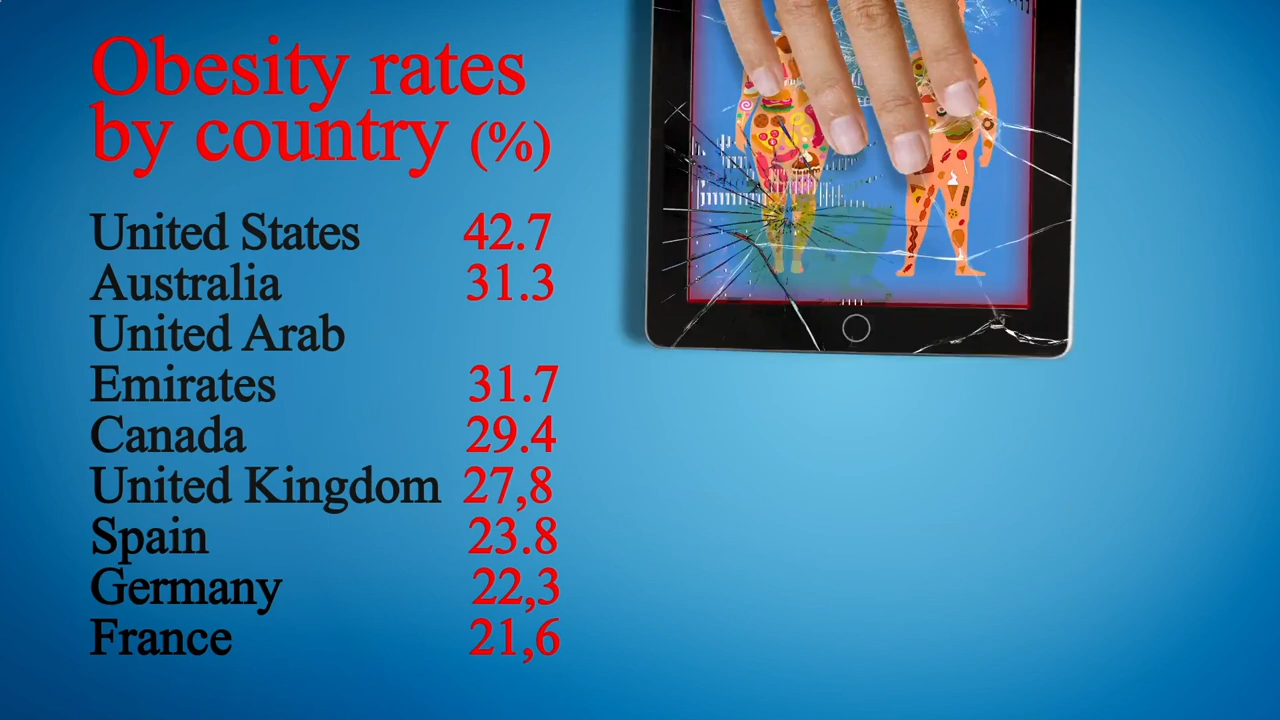 Obesity rates
by country (%)
United States 42.7
Australia 31.3
United Arab
Emirates 31.7
Canada 29.4
United Kingdom 27,8
Spain 23.8
Germany 22,3
France 21,6